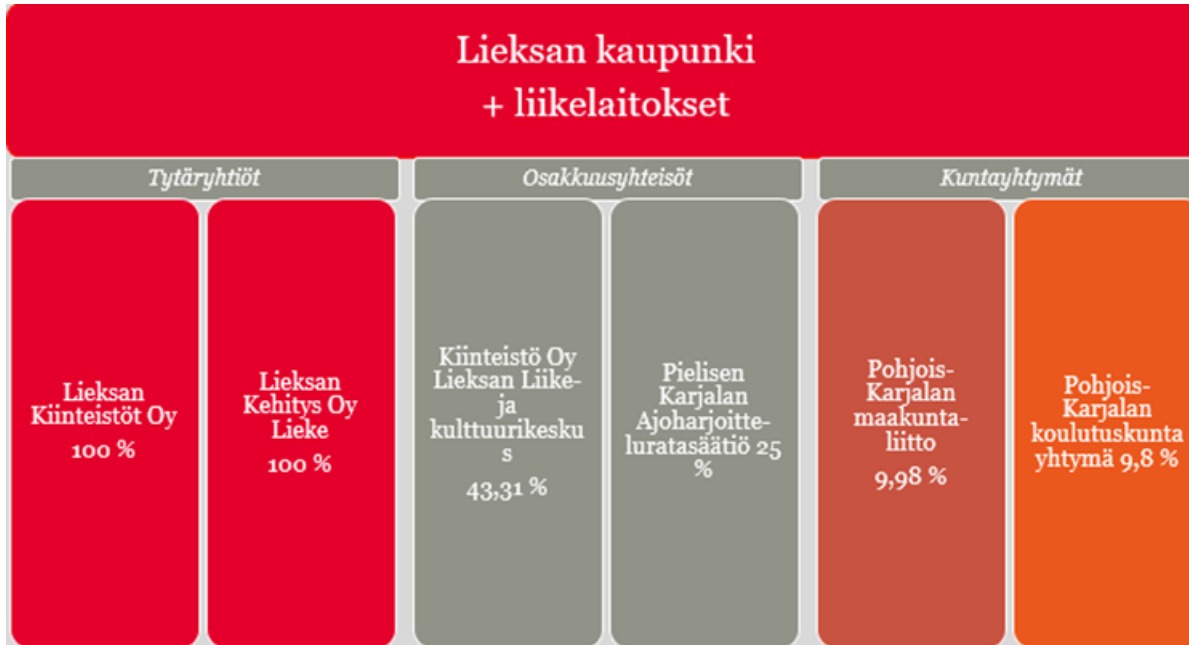 Lieksan kaupunki
+ liikelaitokset
Tytäryhtiöt
Osakkuusyhteisöt
Kuntayhtymät
Lieksan
Kiinteistöt Oy
100 %
Lieksan
Kehitys Oy
Lieke
100 %
Kiinteistö Oy
Lieksan Liike-
ja
kulttuurikesku
s
43,31 %
Pielisen
Karjalan
Ajoharjoitte-
luratasäätiö 25
%
Pohjois-
Karjalan
maakunta-
liitto
9,98 %
Pohjois-
Karjalan
koulutuskunta
yhtymä 9,8 %